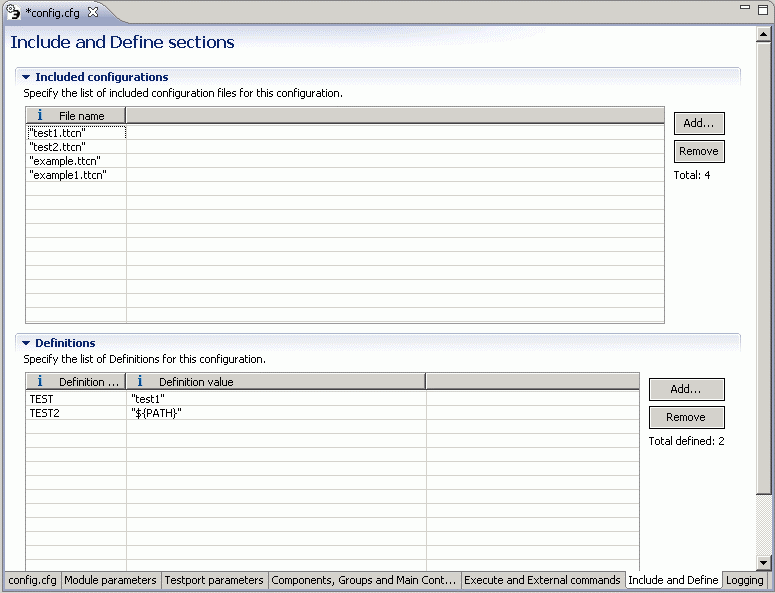 *config.cfg
Include and Define sections
Included configurations
Specify the list of included configuration files for this configuration.
i File name
"test1.ttcn"
"test2.ttcn"
"example.ttcn"
"example1.ttcn"
Add...
Remove
Total: 4
Definitions
Specify the list of Definitions for this configuration.
i Definition ... i Definition value
TEST "test1"
TEST2 "${PATH}"
Add...
Remove
Total defined: 2
config.cfg Module parameters Testport parameters Components, Groups and Main Cont... Execute and External commands Include and Define Logging